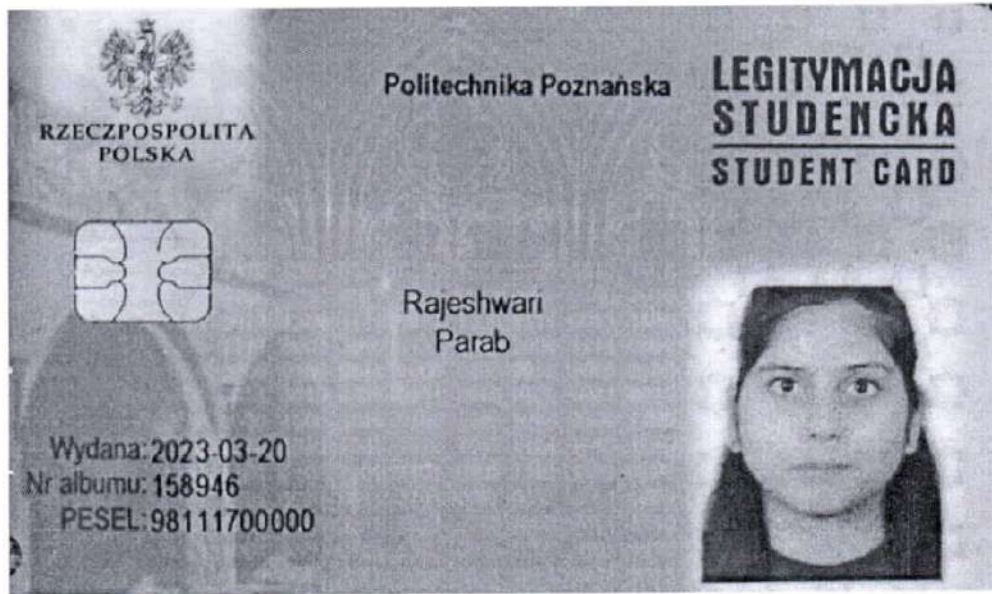 RZECZPOSPOLITA
POLSKA
Politechnika Poznańska
LEGITYMACJA
STUDENCKA
STUDENT CARD
Rajeshwari
Parab
Wydana: 2023-03-20
Nr albumu: 158946
PESEL: 98111700000